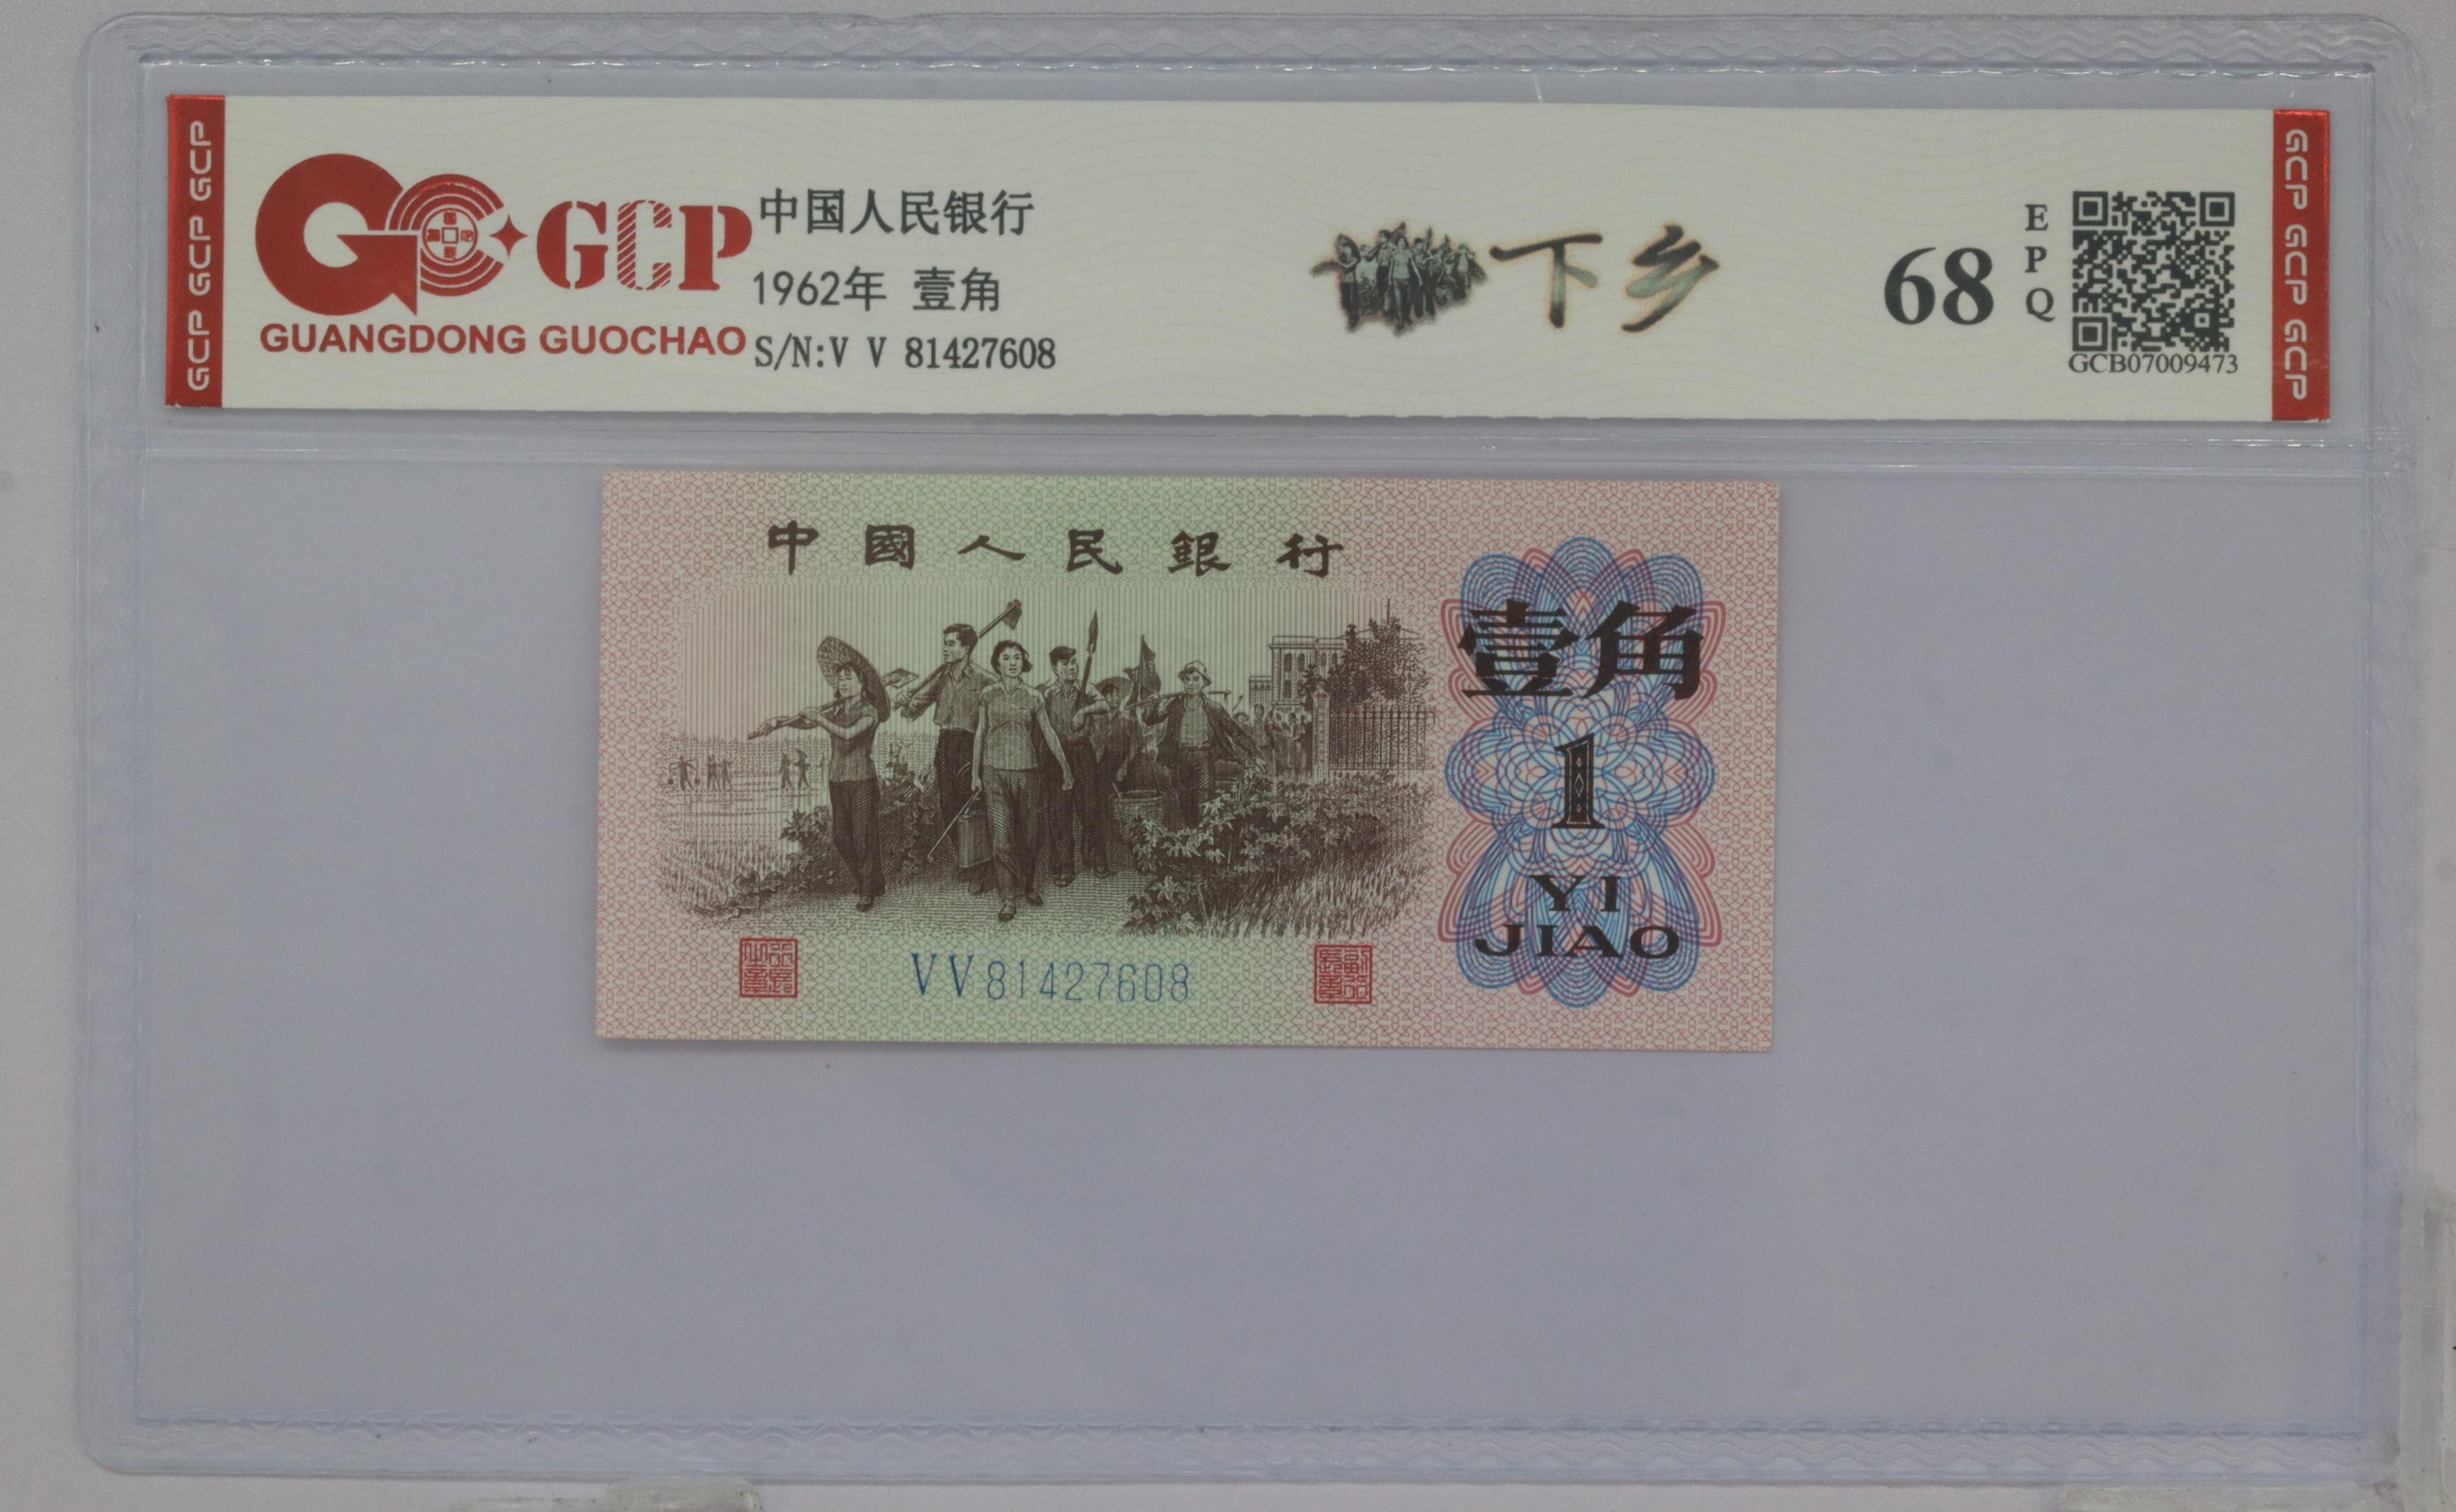 GCP GCP GCP
GCP
GUANGDONG GUOCHAO
中国人民银行
1962年 壹角
S/N:V V 81427608
下乡
68
E
P
Q
GCB07009473
GCP GCP GCP
中國人民銀行
壹角
1
YI
JIAO
VV81427608